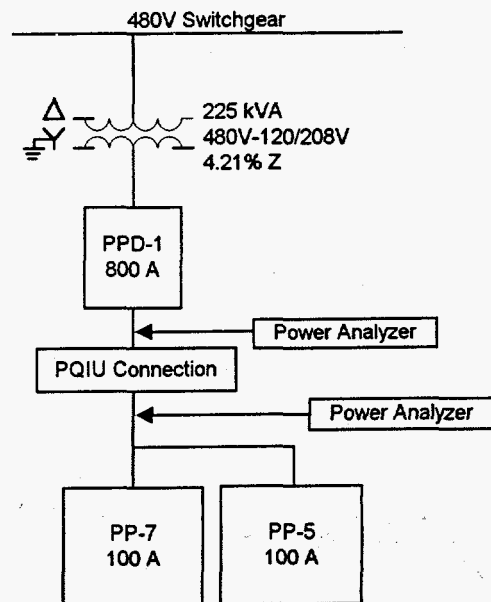 480V Switchgear
225 kVA
480V-120/208V
4.21% Z
PPD-1
800 A
Power Analyzer
PQIU Connection
Power Analyzer
PP-7
100 A
PP-5
100 A